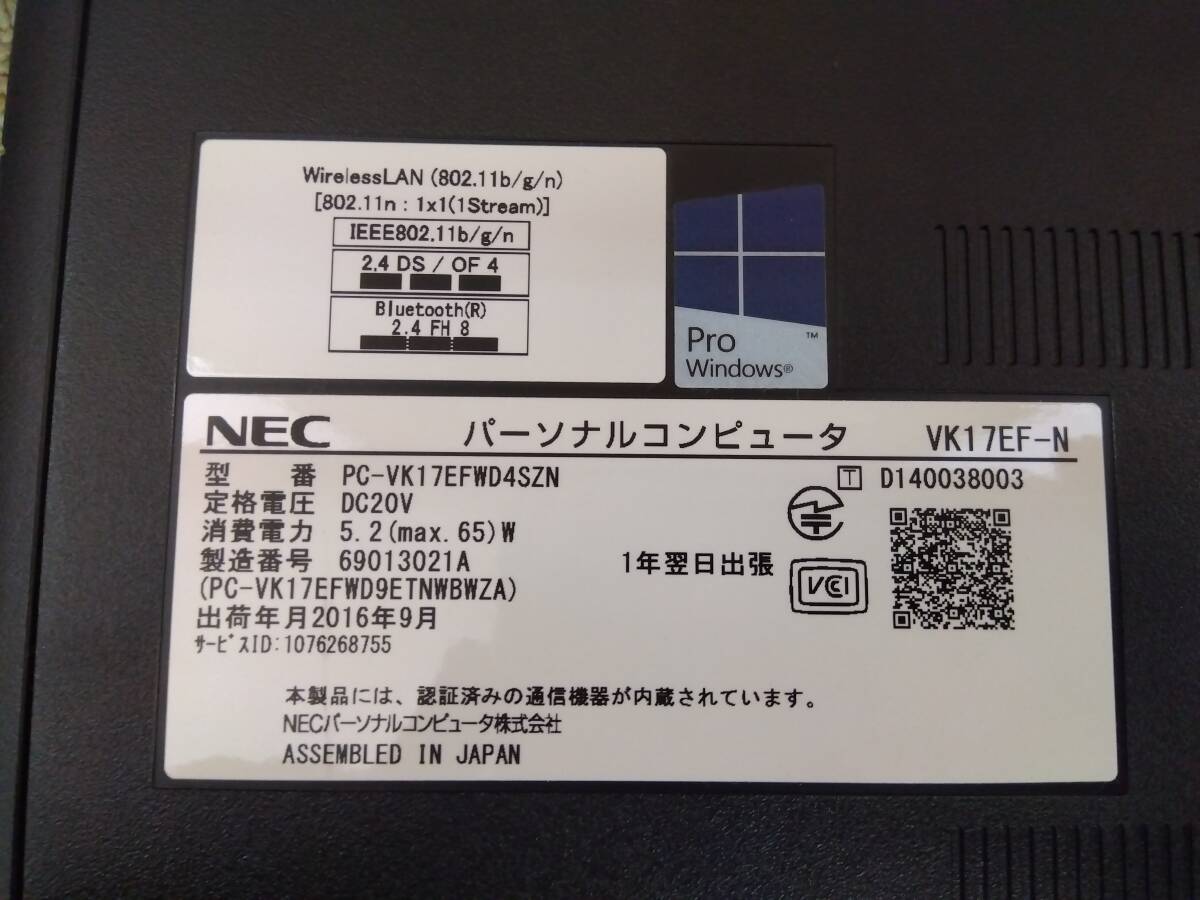 WirelessLAN (802.11b/g/n)
[802.11n : 1x1(1Stream)]
IEEE802.11b/g/n
2.4 DS / OF 4
Bluetooth(R)
2.4 FH 8
Pro ™
Windows®
NEC パーソナルコンピュータ VK17EF-N
型 番 PC-VK17EFWD4SZN
定格電圧 DC20V
消費電力 5.2(max.65)W
製造番号 69013021A
(PC-VK17EFWD9ETNWBWZA)
出荷年月2016年9月
サービスID:1076268755
T D140038003
1年翌日出張
VCCI
本製品には、認証済みの通信機器が内蔵されています。
NECパーソナルコンピュータ株式会社
ASSEMBLED IN JAPAN